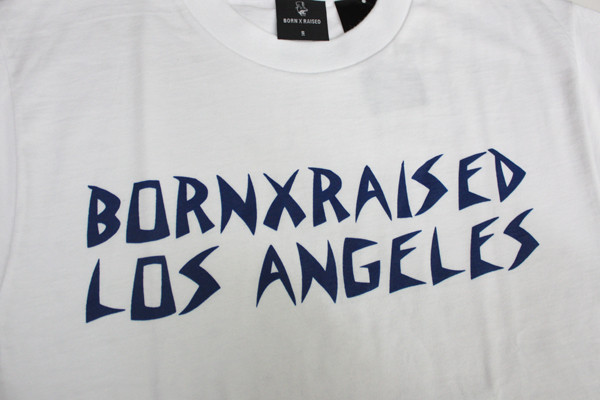 BORN X RAISED
BORNXRAISED
LOS ANGELES